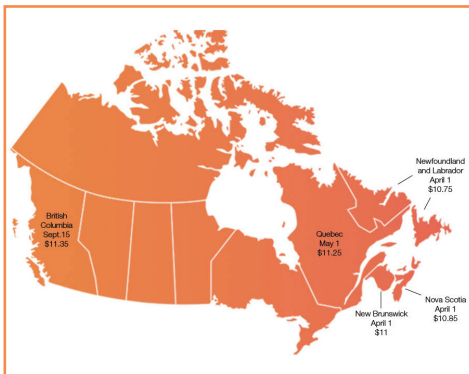 Newfoundland
and Labrador
April 1
$10.75
British
Columbia
Sept.15
$11.35
Quebec
May 1
$11.25
Nova Scotia
April 1
$10.85
New Brunswick
April 1
$11